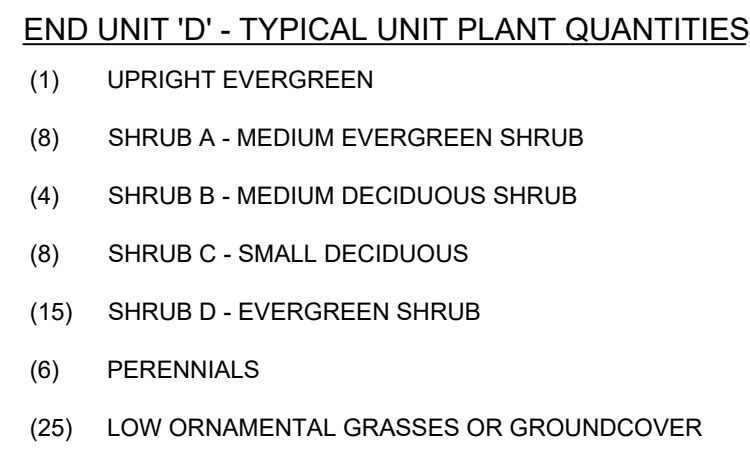 END UNIT 'D' - TYPICAL UNIT PLANT QUANTITIES
(1) UPRIGHT EVERGREEN
(8) SHRUB A - MEDIUM EVERGREEN SHRUB
(4) SHRUB B - MEDIUM DECIDUOUS SHRUB
(8) SHRUB C - SMALL DECIDUOUS
(15) SHRUB D - EVERGREEN SHRUB
(6) PERENNIALS
(25) LOW ORNAMENTAL GRASSES OR GROUNDCOVER